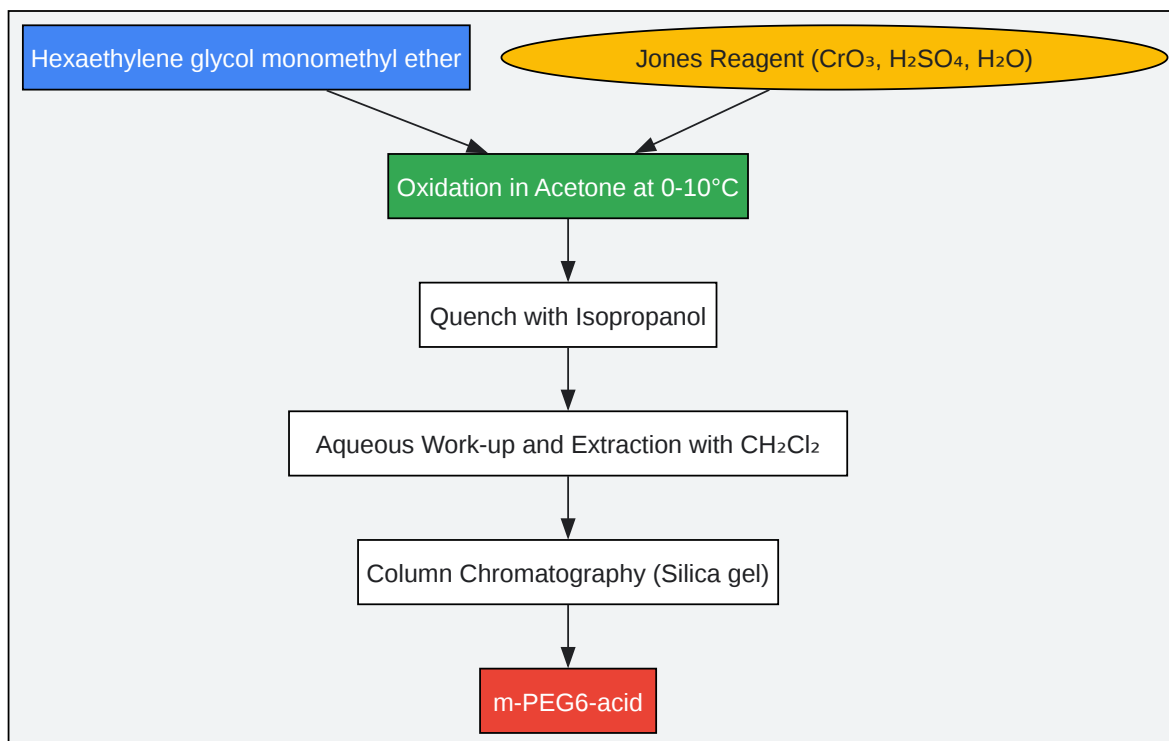 Hexaethylene glycol monomethyl ether
Jones Reagent (CrO₃, H₂SO₄, H₂O)
Oxidation in Acetone at 0-10°C
Quench with Isopropanol
Aqueous Work-up and Extraction with CH₂Cl₂
Column Chromatography (Silica gel)
m-PEG6-acid